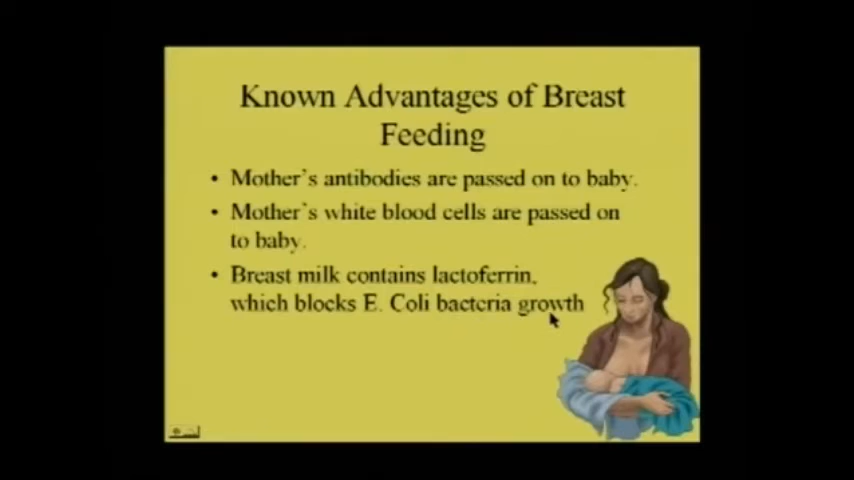 Known Advantages of Breast
Feeding
• Mother's antibodies are passed on to baby.
• Mother's white blood cells are passed on
to baby.
• Breast milk contains lactoferrin,
which blocks E. Coli bacteria growth